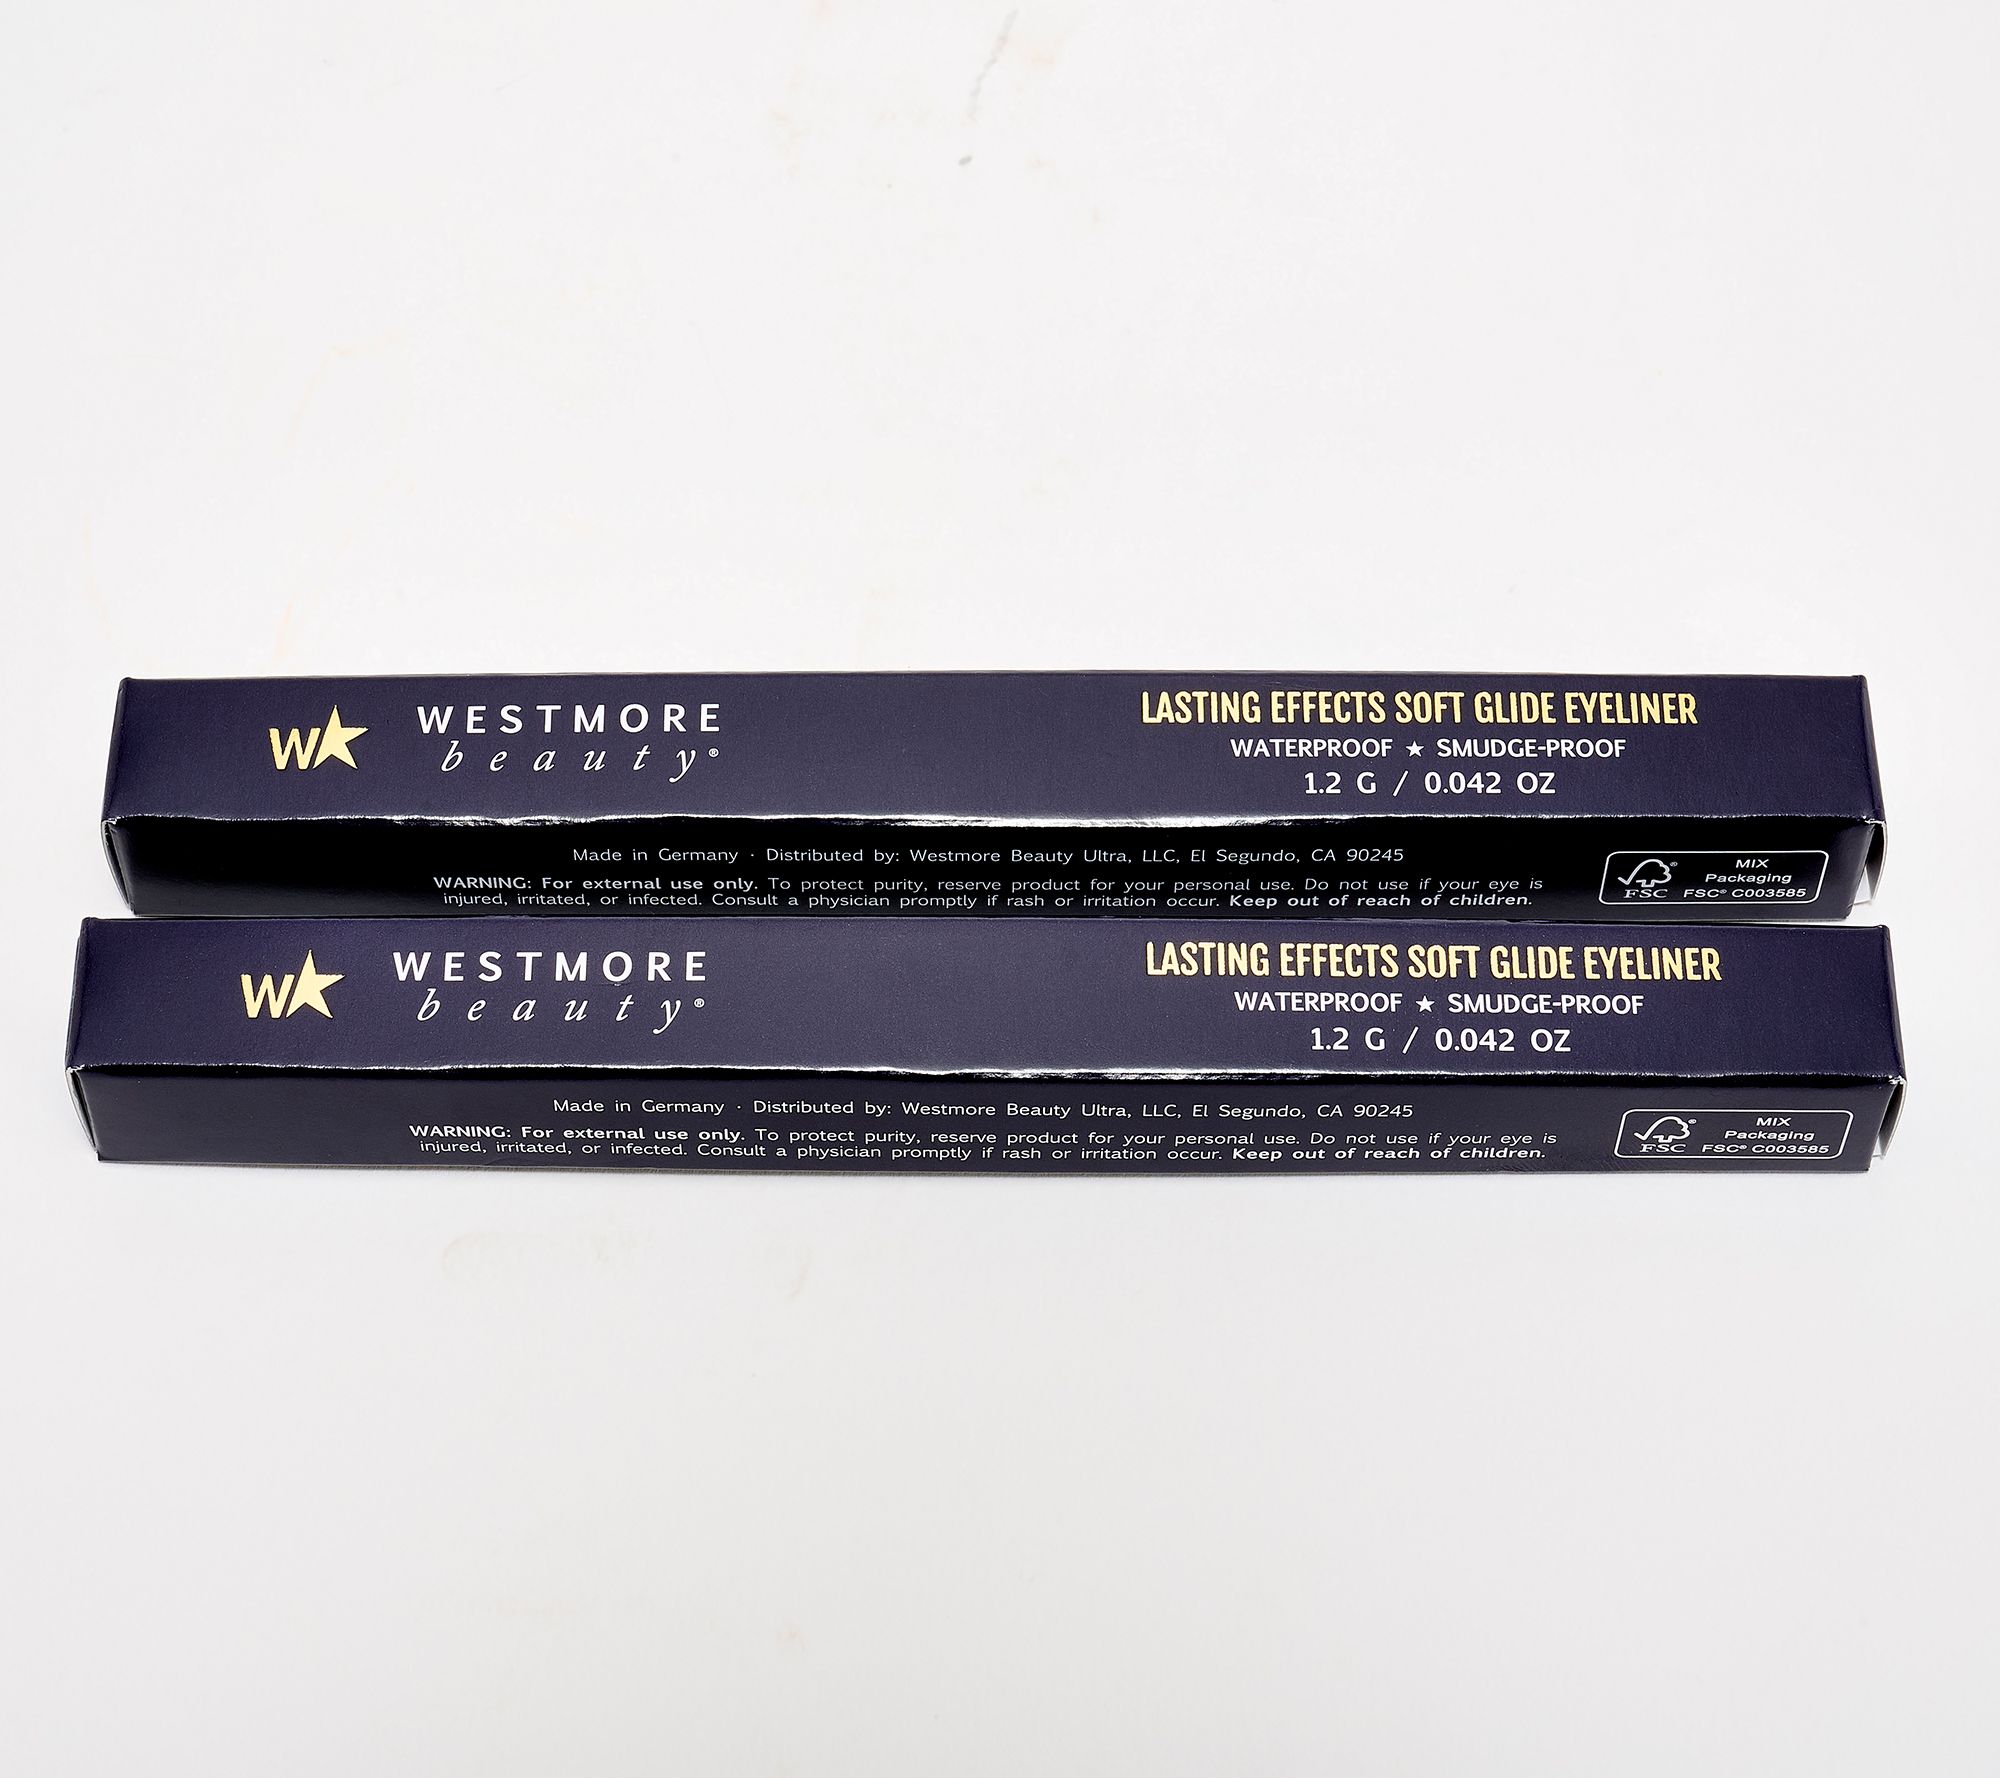 W★ WESTMORE
beauty®
LASTING EFFECTS SOFT GLIDE EYELINER
WATERPROOF ★ SMUDGE-PROOF
1.2 G / 0.042 OZ
Made in Germany · Distributed by: Westmore Beauty Ultra, LLC, El Segundo, CA 90245
WARNING: For external use only. To protect purity, reserve product for your personal use. Do not use if your eye is
injured, irritated, or infected. Consult a physician promptly if rash or irritation occur. Keep out of reach of children.
FSC®
MIX
Packaging
FSC® C003585
W★ WESTMORE
beauty®
LASTING EFFECTS SOFT GLIDE EYELINER
WATERPROOF ★ SMUDGE-PROOF
1.2 G / 0.042 OZ
Made in Germany · Distributed by: Westmore Beauty Ultra, LLC, El Segundo, CA 90245
WARNING: For external use only. To protect purity, reserve product for your personal use. Do not use if your eye is
injured, irritated, or infected. Consult a physician promptly if rash or irritation occur. Keep out of reach of children.
FSC®
MIX
Packaging
FSC® C003585